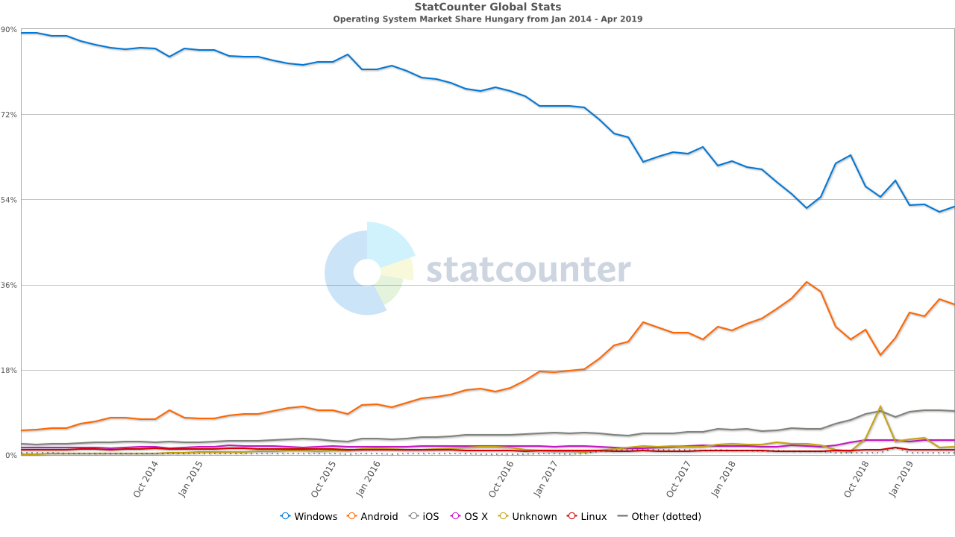 StatCounter Global Stats
Operating System Market Share Hungary from Jan 2014 - Apr 2019
90%
72%
54%
36%
18%
0%
statcounter
Oct 2014
Jan 2015
Oct 2015
Jan 2016
Oct 2016
Jan 2017
Oct 2017
Jan 2018
Oct 2018
Jan 2019
Windows Android iOS OS X Unknown Linux Other (dotted)